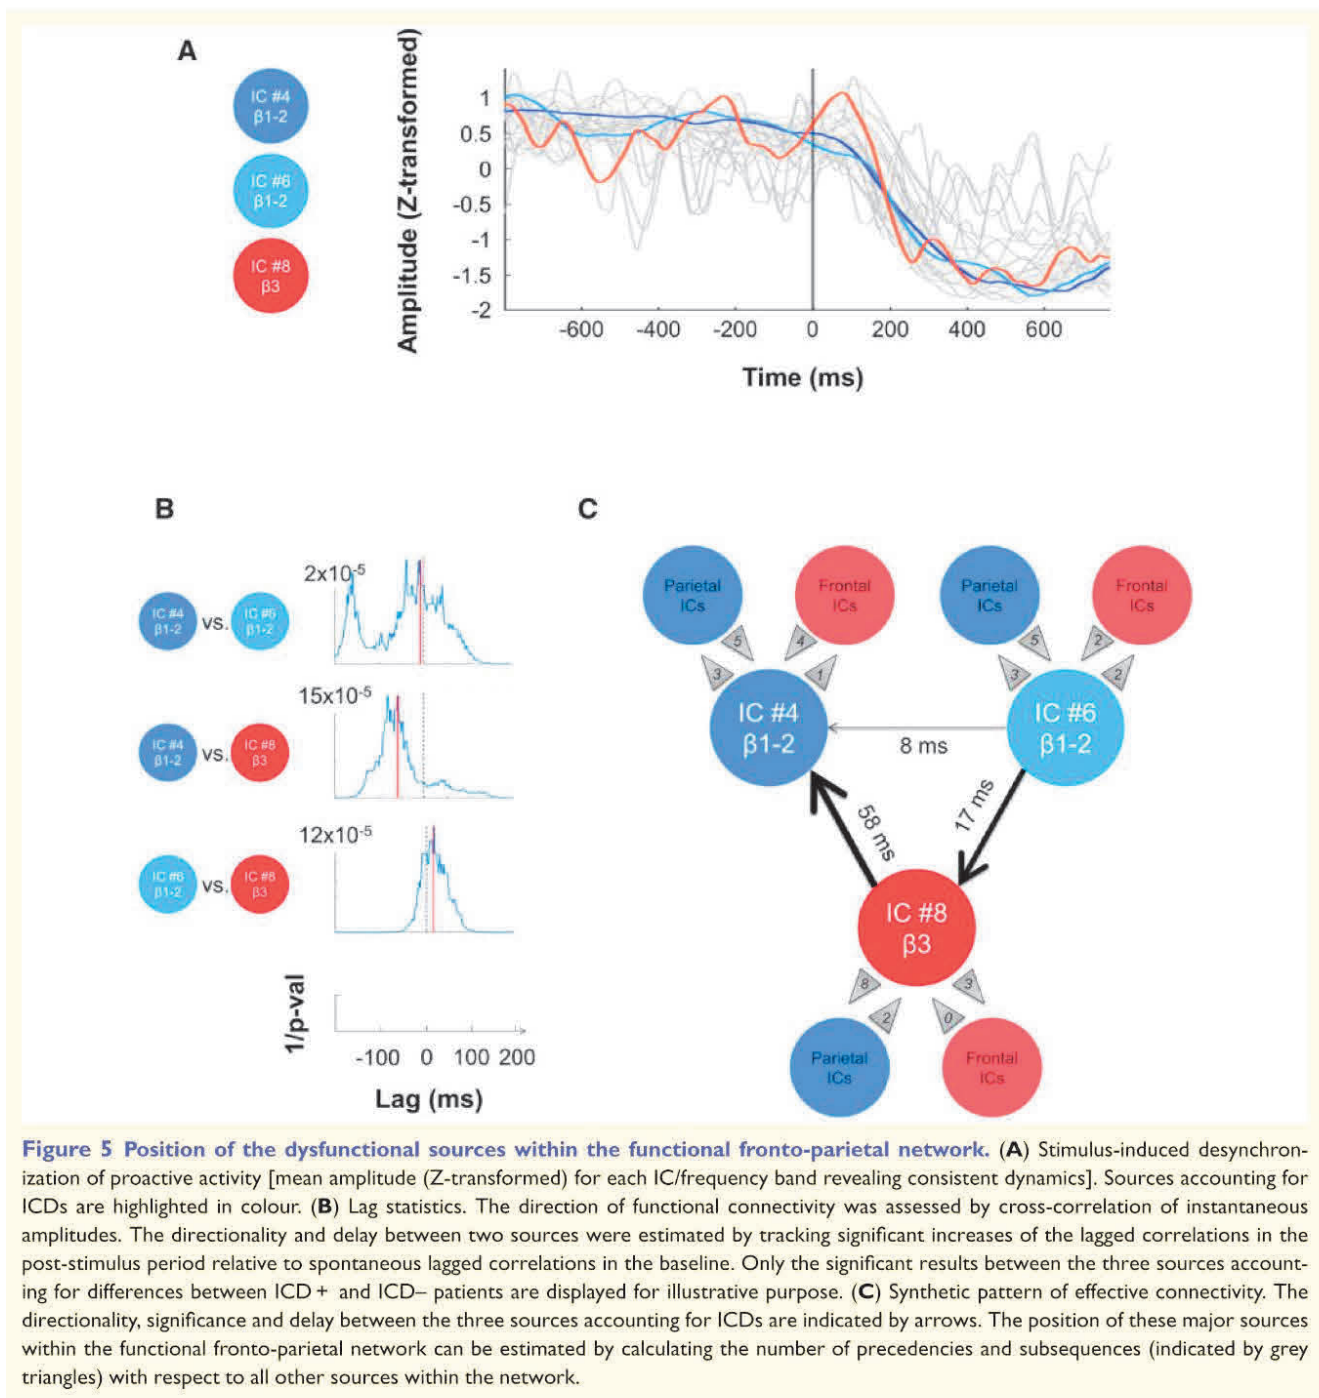 A
IC #4
β1-2
IC #6
β1-2
IC #8
β3
Amplitude (Z-transformed)
1
0.5
0
-0.5
-1
-1.5
-2
-600 -400 -200 0 200 400 600
Time (ms)
B
IC #4
β1-2
vs.
IC #6
β1-2
2x10-5
IC #4
β1-2
vs.
IC #8
β3
15x10-5
IC #6
β1-2
vs.
IC #8
β3
12x10-5
1/p-val
-100 0 100 200
Lag (ms)
C
Parietal
ICs
Frontal
ICs
Parietal
ICs
Frontal
ICs
5
4
5
2
3
1
3
2
IC #4
β1-2
IC #6
β1-2
8 ms
58 ms
17 ms
IC #8
β3
8
3
2
0
Parietal
ICs
Frontal
ICs
Figure 5 Position of the dysfunctional sources within the functional fronto-parietal network. (A) Stimulus-induced desynchron-
ization of proactive activity [mean amplitude (Z-transformed) for each IC/frequency band revealing consistent dynamics]. Sources accounting for
ICDs are highlighted in colour. (B) Lag statistics. The direction of functional connectivity was assessed by cross-correlation of instantaneous
amplitudes. The directionality and delay between two sources were estimated by tracking significant increases of the lagged correlations in the
post-stimulus period relative to spontaneous lagged correlations in the baseline. Only the significant results between the three sources account-
ing for differences between ICD+ and ICD– patients are displayed for illustrative purpose. (C) Synthetic pattern of effective connectivity. The
directionality, significance and delay between the three sources accounting for ICDs are indicated by arrows. The position of these major sources
within the functional fronto-parietal network can be estimated by calculating the number of precedencies and subsequences (indicated by grey
triangles) with respect to all other sources within the network.